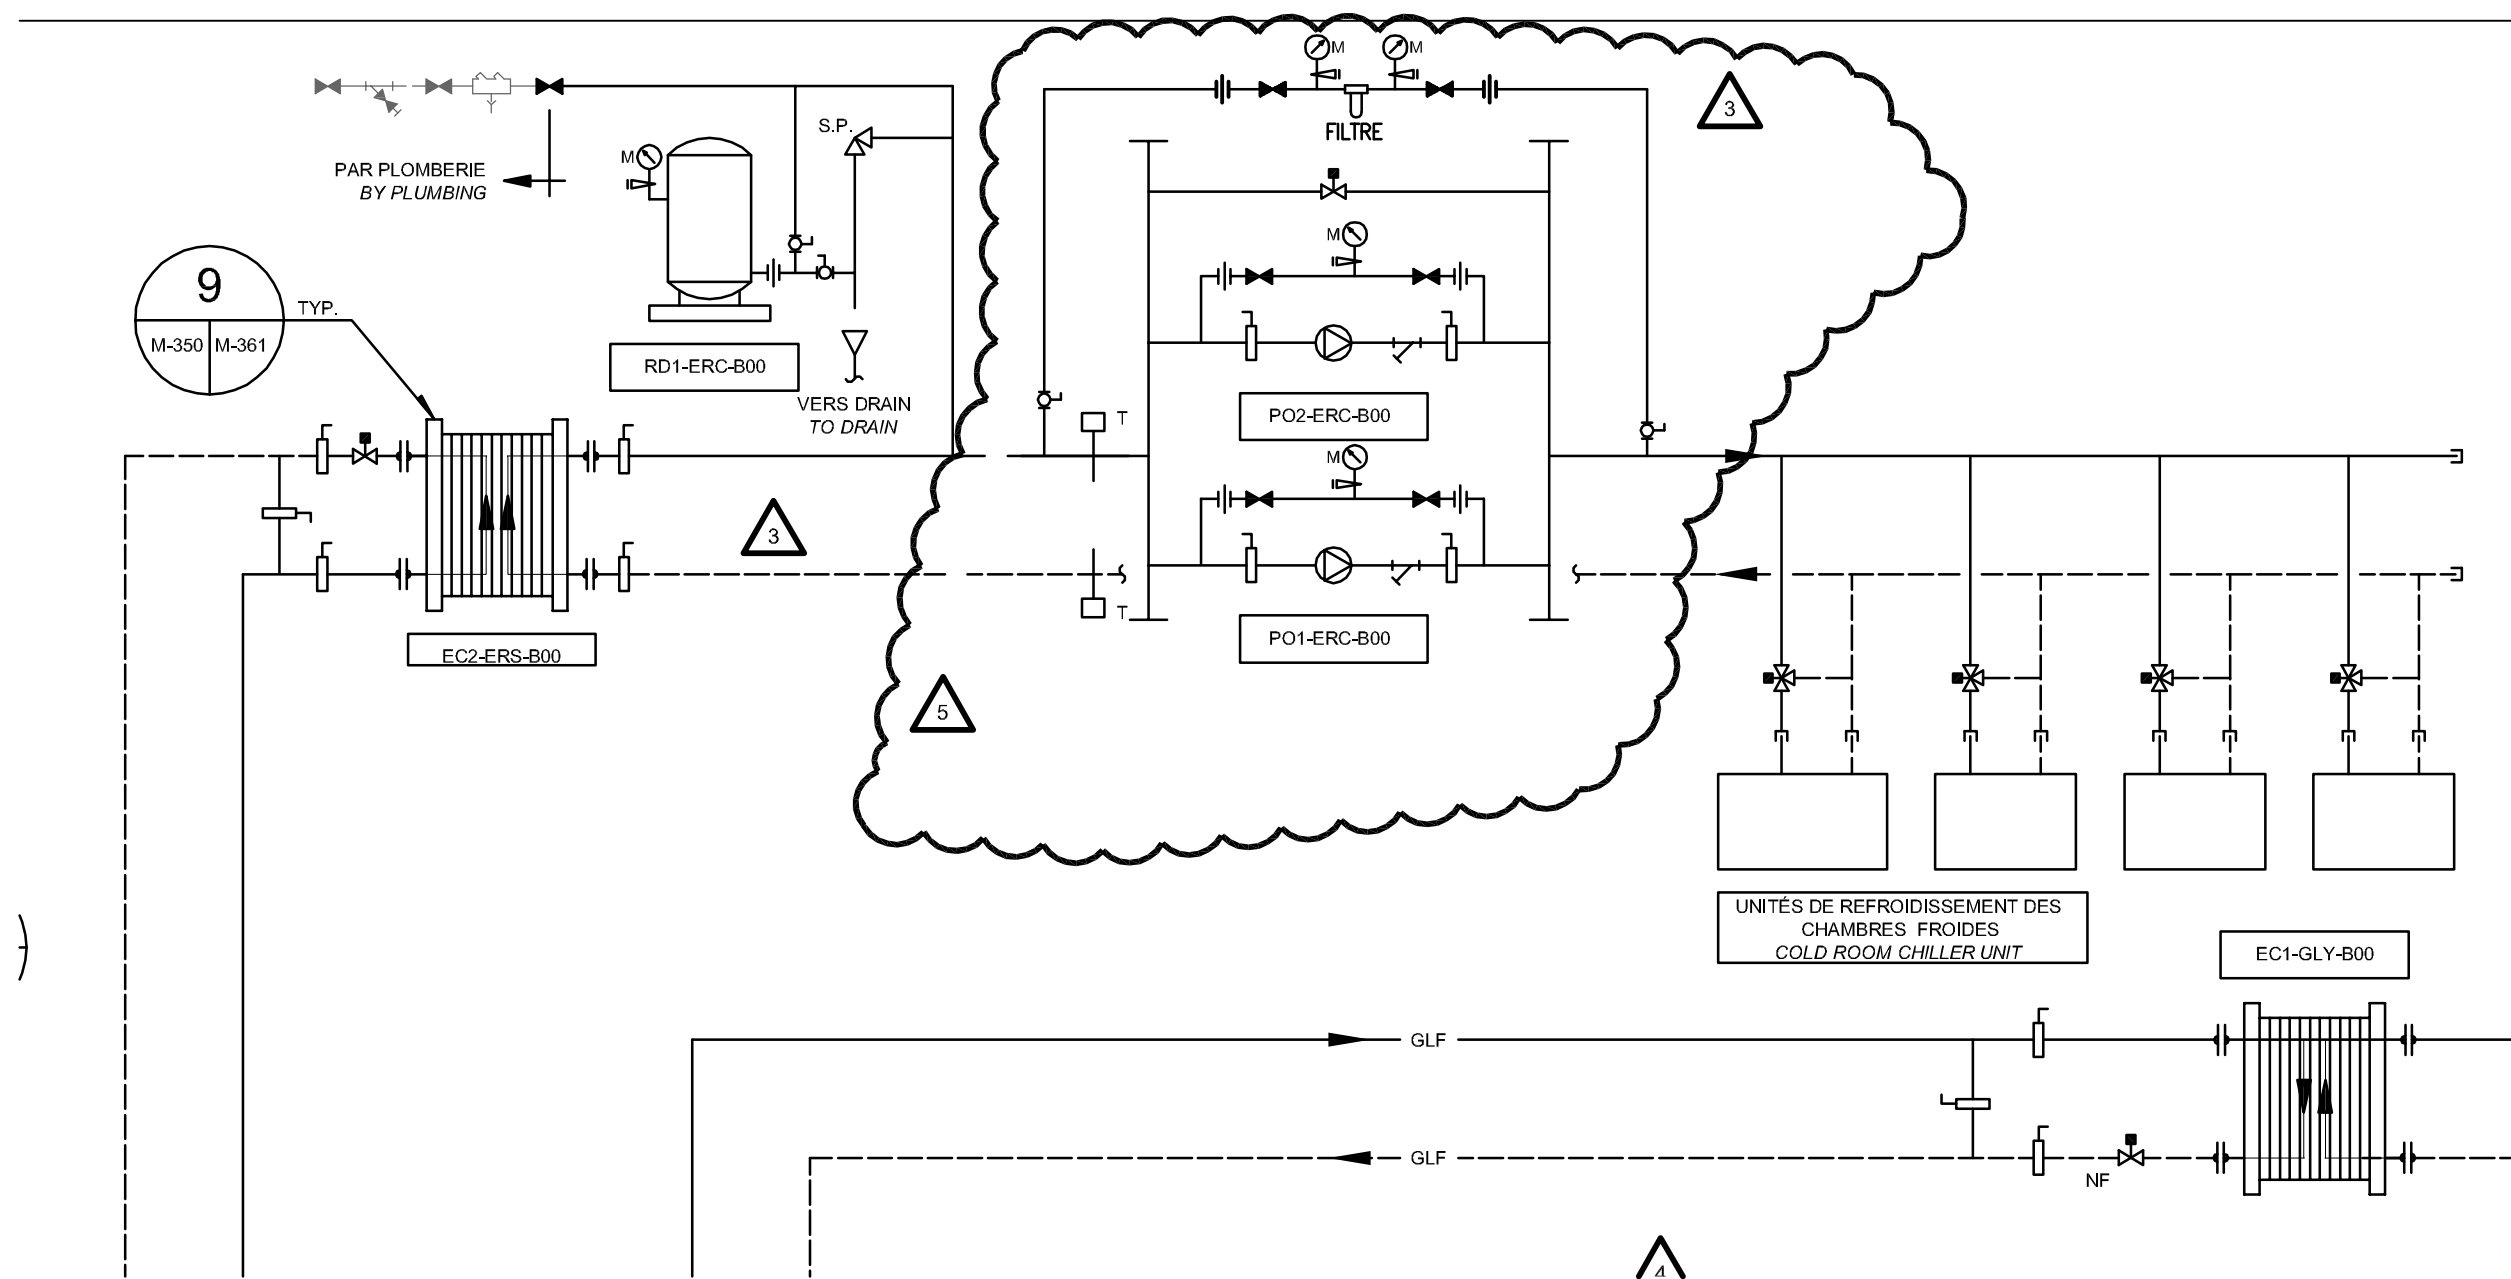 M
M
3
FILTRE
S.P.
M
PAR PLOMBERIE
BY PLUMBING
M
9
M-350
M-361
TYP.
RD1-ERC-B00
VERS DRAIN
TO DRAIN
T
PO2-ERC-B00
M
3
T
PO1-ERC-B00
EC2-ERS-B00
5
UNITÉS DE REFROIDISSEMENT DES
CHAMBRES FROIDES
COLD ROOM CHILLER UNIT
EC1-GLY-B00
GLF
GLF
NF
4